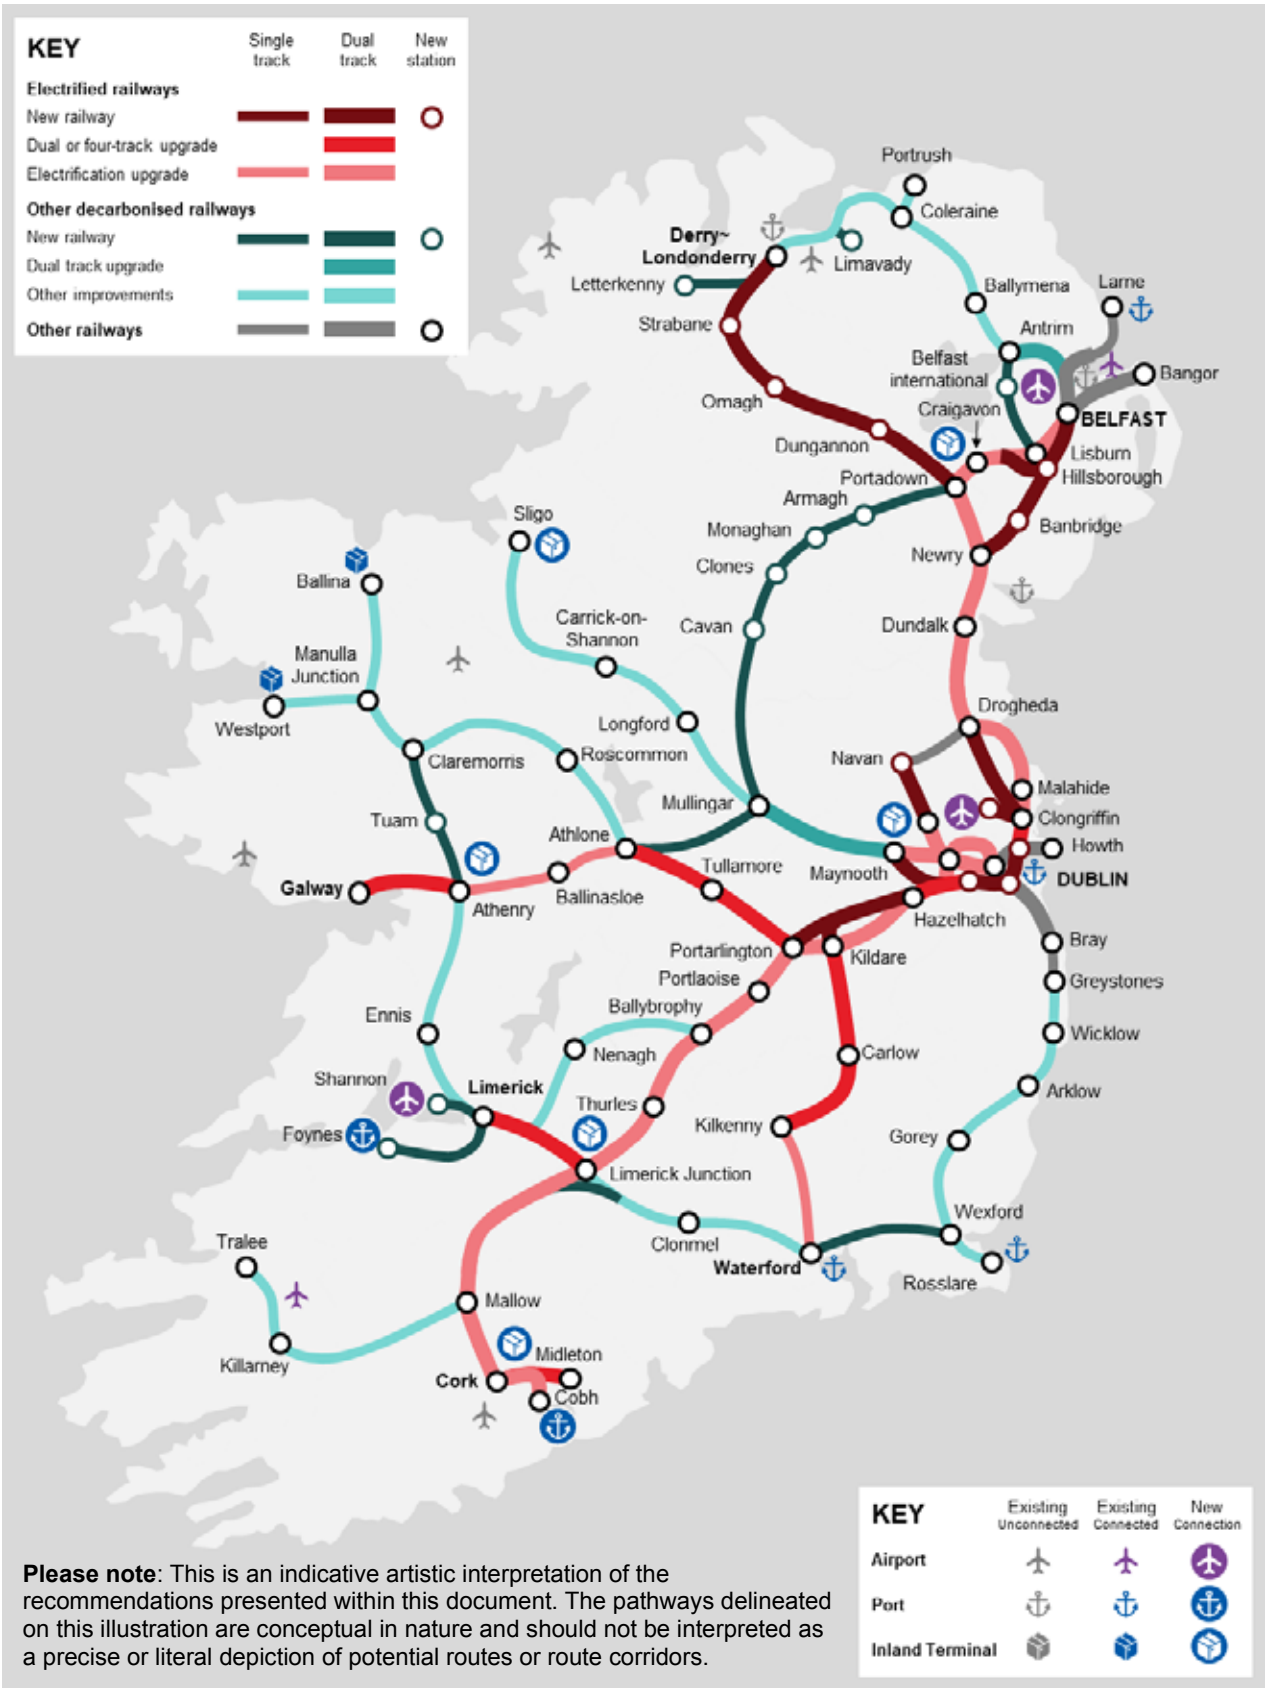 KEY
Single track
Dual track
New station
Electrified railways
New railway
Dual or four-track upgrade
Electrification upgrade
Other decarbonised railways
New railway
Dual track upgrade
Other improvements
Other railways
Portrush
Coleraine
Derry~
Londonderry
Limavady
Letterkenny
Ballymena
Larne
Strabane
Antrim
Belfast
international
Bangor
Omagh
Craigavon
BELFAST
Dungannon
Lisburn
Hillsborough
Portadown
Armagh
Banbridge
Monaghan
Newry
Clones
Sligo
Ballina
Carrick-on-
Shannon
Cavan
Dundalk
Manulla
Junction
Westport
Longford
Drogheda
Claremorris
Roscommon
Navan
Malahide
Mullingar
Clongriffin
Tuam
Athlone
Howth
Tullamore
Maynooth
DUBLIN
Galway
Athenry
Ballinasloe
Hazelhatch
Portarlington
Kildare
Bray
Portlaoise
Greystones
Ballybrophy
Ennis
Nenagh
Wicklow
Carlow
Shannon
Limerick
Thurles
Arklow
Foynes
Kilkenny
Gorey
Limerick Junction
Wexford
Clonmel
Waterford
Rosslare
Tralee
Mallow
Killarney
Midleton
Cork
Cobh
KEY
Existing Unconnected
Existing Connected
New Connection
Airport
Port
Inland Terminal
Please note: This is an indicative artistic interpretation of the
recommendations presented within this document. The pathways delineated
on this illustration are conceptual in nature and should not be interpreted as
a precise or literal depiction of potential routes or route corridors.